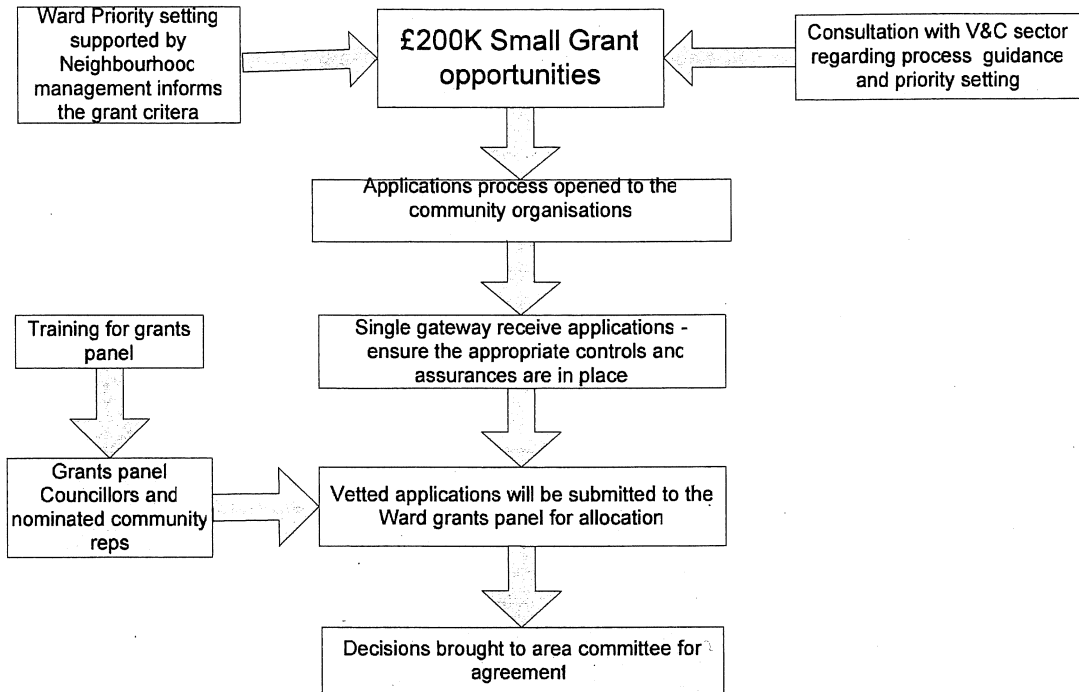 Ward Priority setting
supported by
Neighbourhood
management informs
the grant critera
£200K Small Grant
opportunities
Consultation with V&C sector
regarding process guidance
and priority setting
Applications process opened to the
community organisations
Training for grants
panel
Single gateway receive applications -
ensure the appropriate controls and
assurances are in place
Grants panel
Councillors and
nominated community
reps
Vetted applications will be submitted to the
Ward grants panel for allocation
Decisions brought to area committee for
agreement